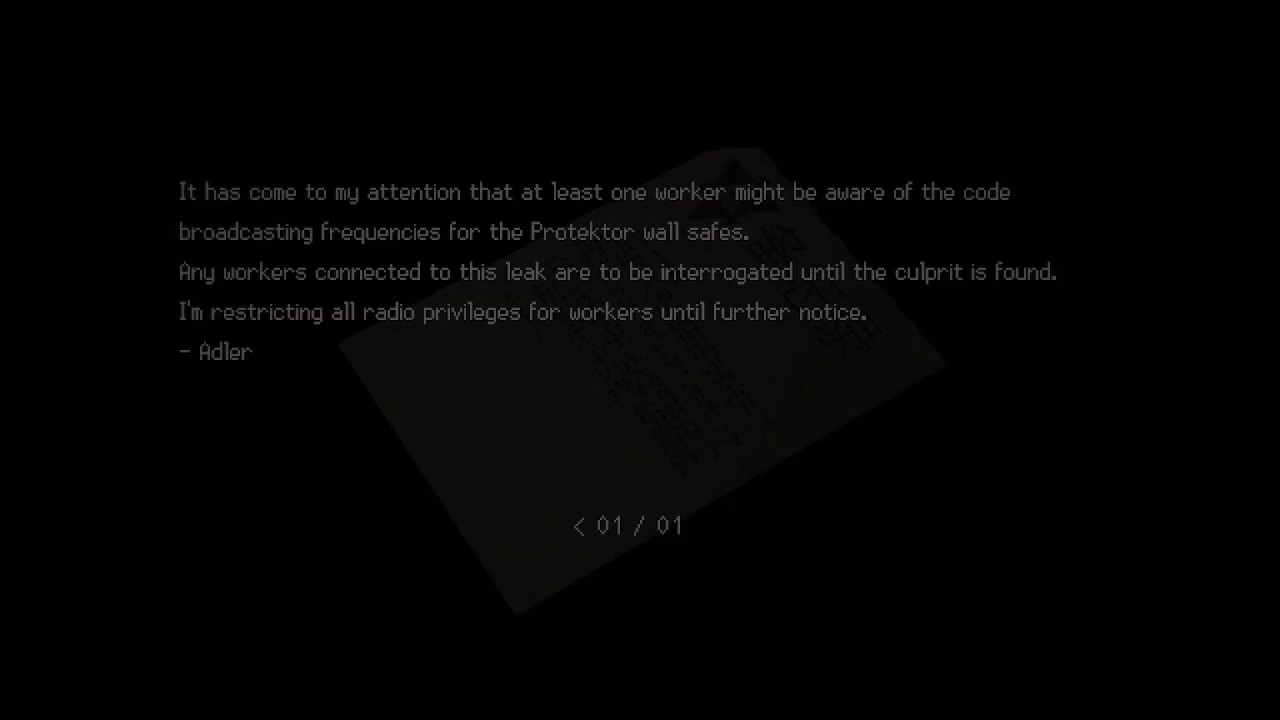 It has come to my attention that at least one worker might be aware of the code
broadcasting frequencies for the Protektor wall safes.
Any workers connected to this leak are to be interrogated until the culprit is found.
I'm restricting all radio privileges for workers until further notice.
- Adler
< 01 / 01